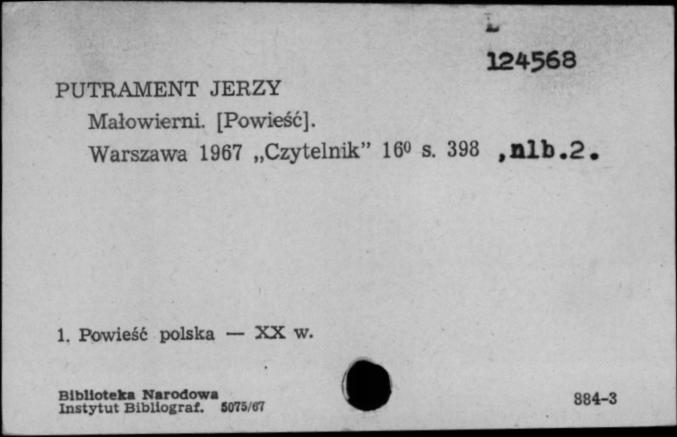 124568
PUTRAMENT JERZY
Małowierni. [Powieść].
Warszawa 1967 „Czytelnik” 16⁰ s. 398 ,nlb.2.
1. Powieść polska — XX w.
Biblioteka Narodowa
Instytut Bibliograf. 5075/67
884-3